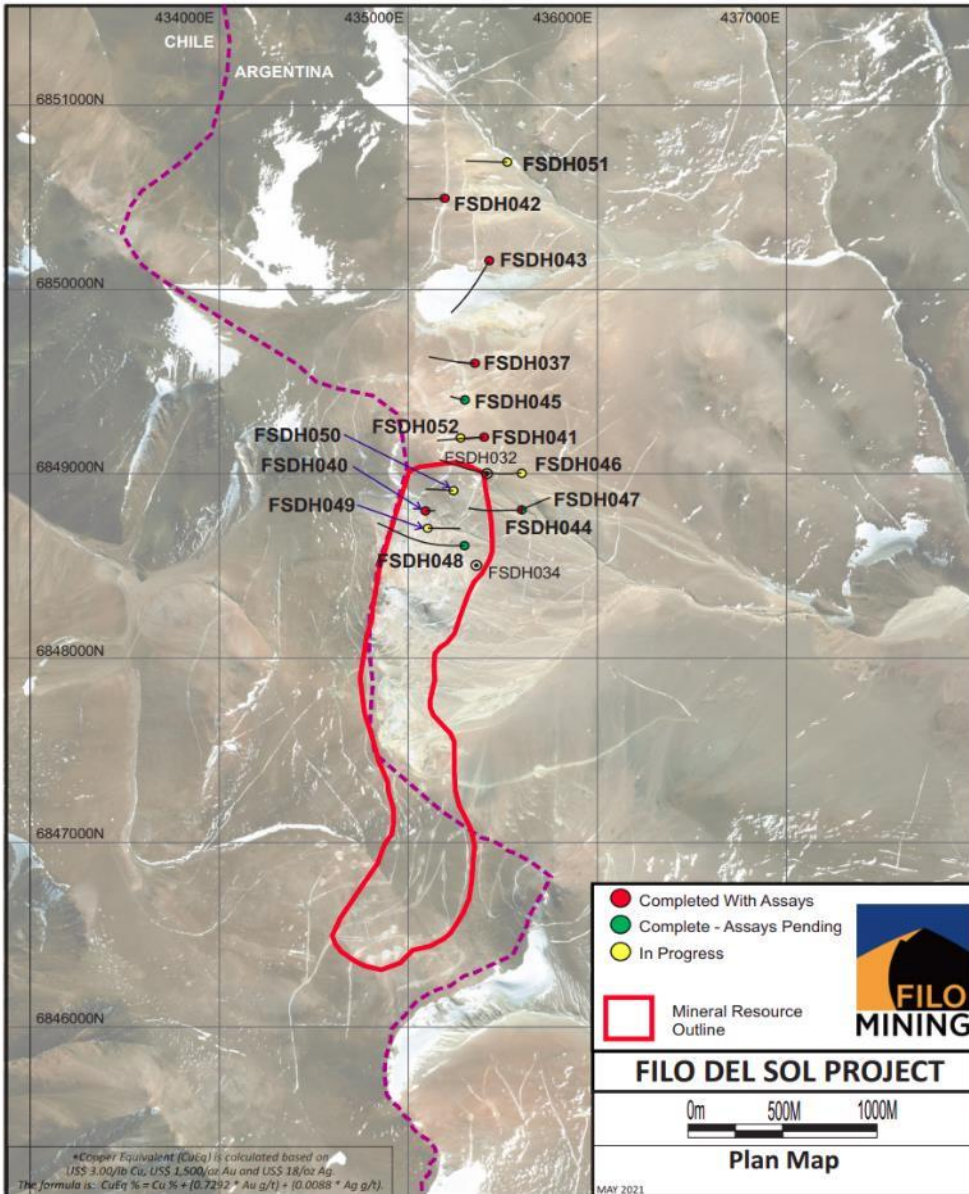 434000E 435000E 436000E 437000E
CHILE
ARGENTINA
6851000N
FSDH051
FSDH042
FSDH043
6850000N
FSDH037
FSDH045
FSDH052
FSDH041
FSDH050
FSDH032
FSDH046
6849000N
FSDH040
FSDH047
FSDH049
FSDH044
FSDH048
FSDH034
6848000N
6847000N
6846000N
Completed With Assays
Complete - Assays Pending
In Progress
Mineral Resource
Outline
FILO
MINING
FILO DEL SOL PROJECT
0m 500M 1000M
Plan Map
MAY 2021
*Copper Equivalent (CuEq) is calculated based on
US$ 3.00/lb Cu, US$ 1,500/oz Au and US$ 18/oz Ag
The formula is: CuEq % = Cu % + (0.7292 * Au g/t) + (0.0088 * Ag g/t).